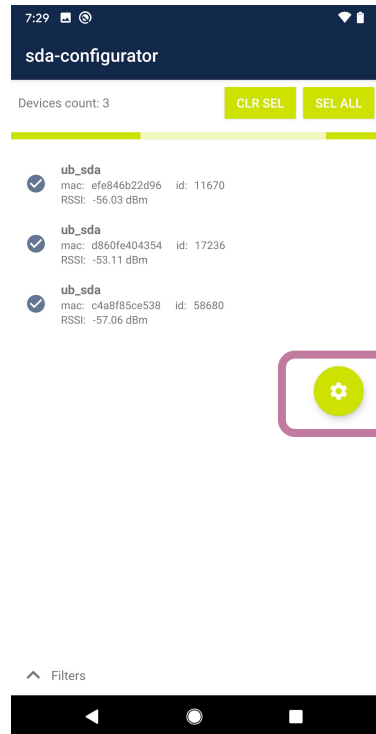 7:29
sda-configurator
Devices count: 3
CLR SEL
SEL ALL
ub_sda
mac: efe846b22d96 id: 11670
RSSI: -56.03 dBm
ub_sda
mac: d860fe404354 id: 17236
RSSI: -53.11 dBm
ub_sda
mac: c4a8f85ce538 id: 58680
RSSI: -57.06 dBm
Filters